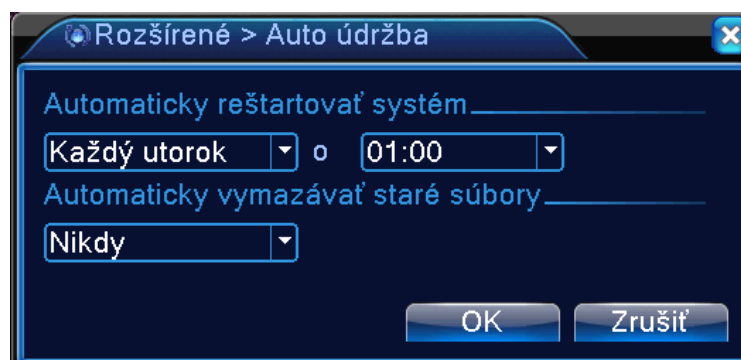 Rozšírené > Auto údržba
Automaticky reštartovať systém
Každý utorok o 01:00
Automaticky vymazávať staré súbory
Nikdy
OK Zrušiť